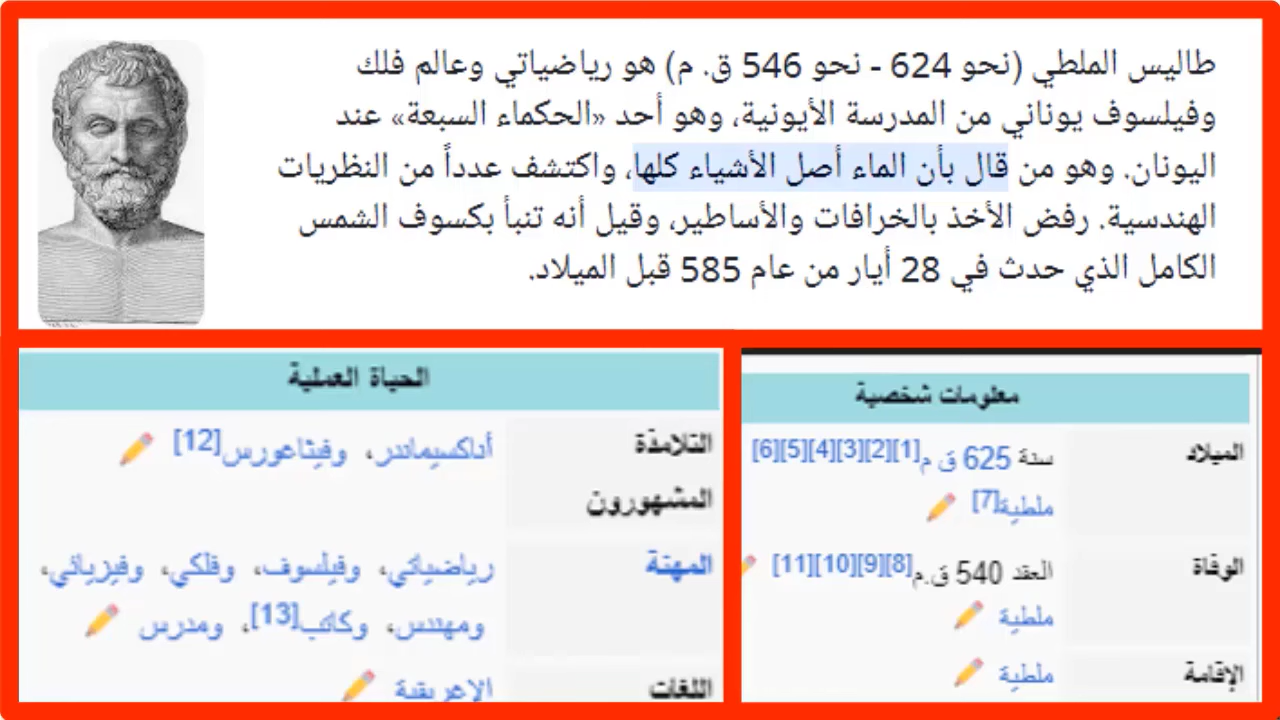 طاليس الملطي (نحو 624 - نحو 546 ق. م) هو رياضياتي وعالم فلك
وفيلسوف يوناني من المدرسة الأيونية، وهو أحد «الحكماء السبعة» عند
اليونان. وهو من قال بأن الماء أصل الأشياء كلها، واكتشف عدداً من النظريات
الهندسية. رفض الأخذ بالخرافات والأساطير، وقيل أنه تنبأ بكسوف الشمس
الكامل الذي حدث في 28 أيار من عام 585 قبل الميلاد.
معلومات شخصية
الميلاد سنة 625 ق م[1][2][3][4][5][6]
ملطية[7]
الوفاة العقد 540 ق.م[8][9][10][11]
ملطية
الإقامة ملطية
الحياة العملية
التلامذة أناكسيماندر، وفيثاغورس[12]
المشهورون
المهنة رياضياتي، وفيلسوف، وفلكي، وفيزيائي،
ومهندس، وكاتب[13]، ومدرس
اللغات الإغريقية